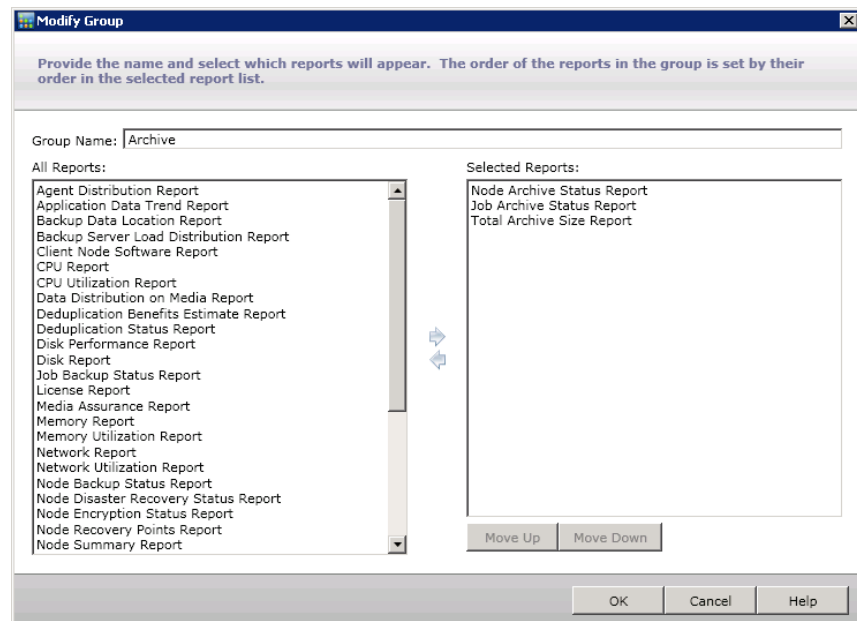 Modify Group
Provide the name and select which reports will appear. The order of the reports in the group is set by their
order in the selected report list.
Group Name: Archive
All Reports:
Agent Distribution Report
Application Data Trend Report
Backup Data Location Report
Backup Server Load Distribution Report
Client Node Software Report
CPU Report
CPU Utilization Report
Data Distribution on Media Report
Deduplication Benefits Estimate Report
Deduplication Status Report
Disk Performance Report
Disk Report
Job Backup Status Report
License Report
Media Assurance Report
Memory Report
Memory Utilization Report
Network Report
Network Utilization Report
Node Backup Status Report
Node Disaster Recovery Status Report
Node Encryption Status Report
Node Recovery Points Report
Node Summary Report
Selected Reports:
Node Archive Status Report
Job Archive Status Report
Total Archive Size Report
Move Up Move Down
OK Cancel Help